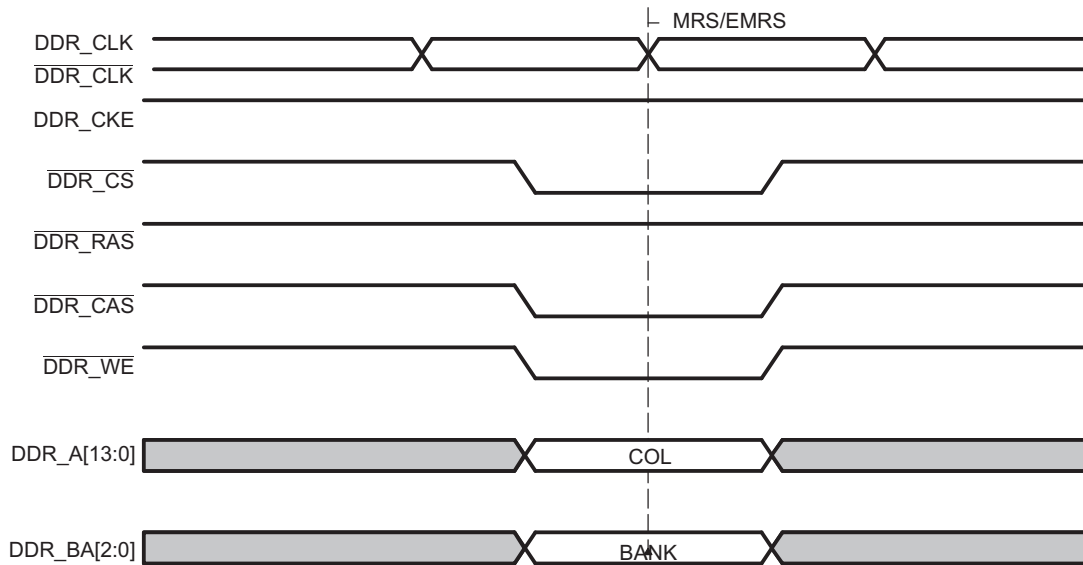 MRS/EMRS
DDR_CLK
DDR_CLK
DDR_CKE
DDR_CS
DDR_RAS
DDR_CAS
DDR_WE
DDR_A[13:0]
COL
DDR_BA[2:0]
BANK